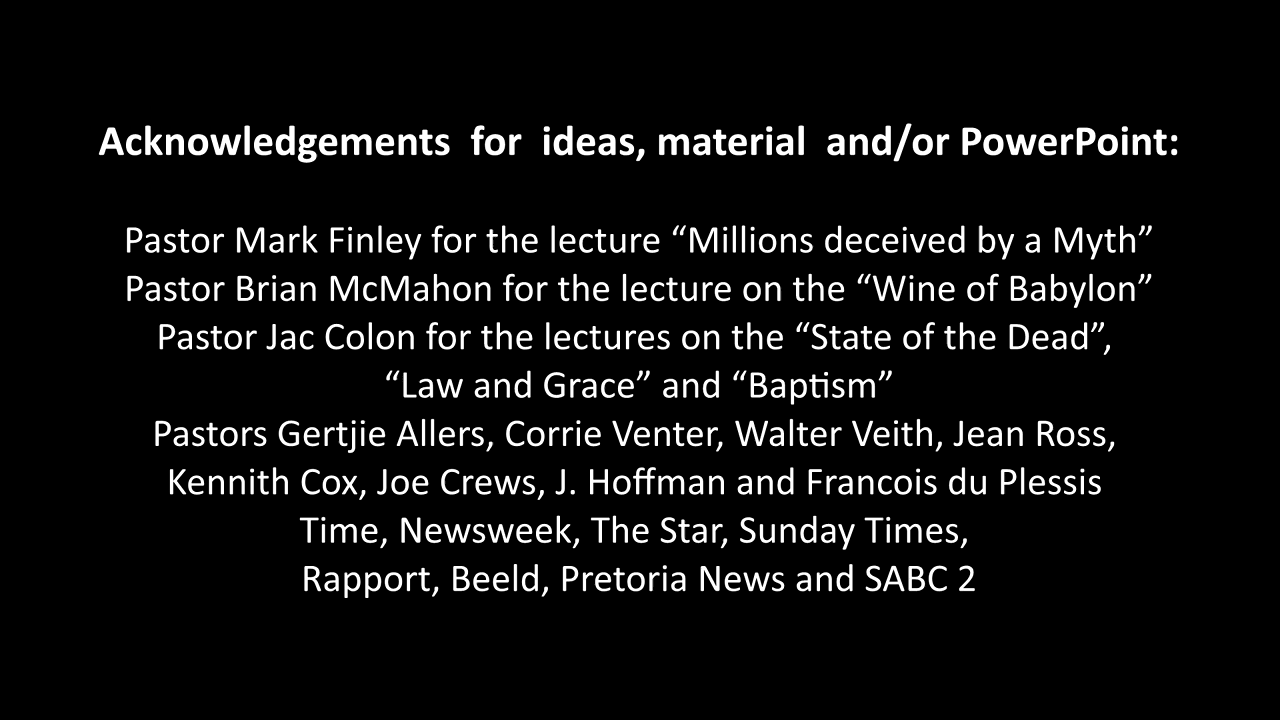 Acknowledgements for ideas, material and/or PowerPoint:
Pastor Mark Finley for the lecture “Millions deceived by a Myth”
Pastor Brian McMahon for the lecture on the “Wine of Babylon”
Pastor Jac Colon for the lectures on the “State of the Dead”,
“Law and Grace” and “Baptism”
Pastors Gertjie Allers, Corrie Venter, Walter Veith, Jean Ross,
Kennith Cox, Joe Crews, J. Hoffman and Francois du Plessis
Time, Newsweek, The Star, Sunday Times,
Rapport, Beeld, Pretoria News and SABC 2